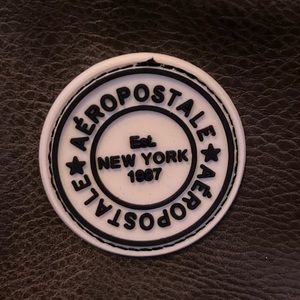 ★ AÉROPOSTALE ★ AÉROPOSTALE
Est.
NEW YORK
1987